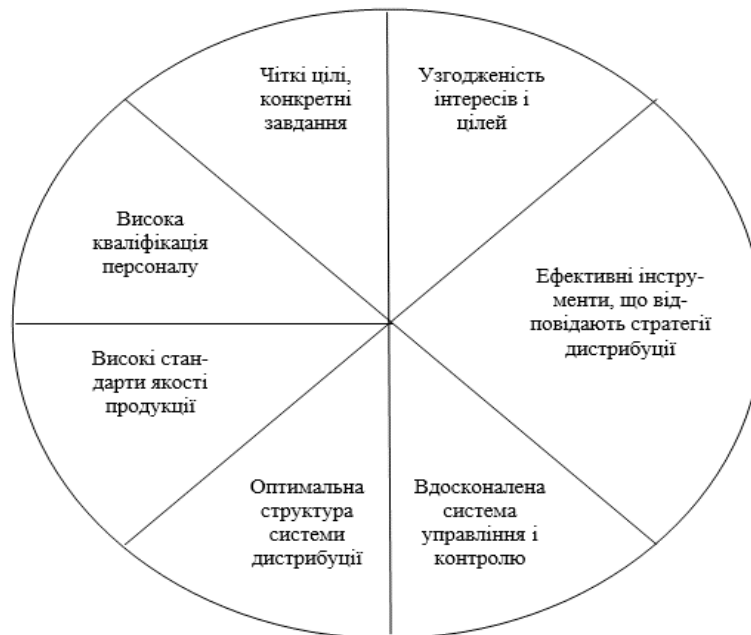 Чіткі цілі,
конкретні
завдання
Узгодженість
інтересів і
цілей
Висока
кваліфікація
персоналу
Ефективні інстру-
менти, що від-
повідають стратегії
дистрибуції
Високі стан-
дарти якості
продукції
Оптимальна
структура
системи
дистрибуції
Вдосконалена
система
управління і
контролю